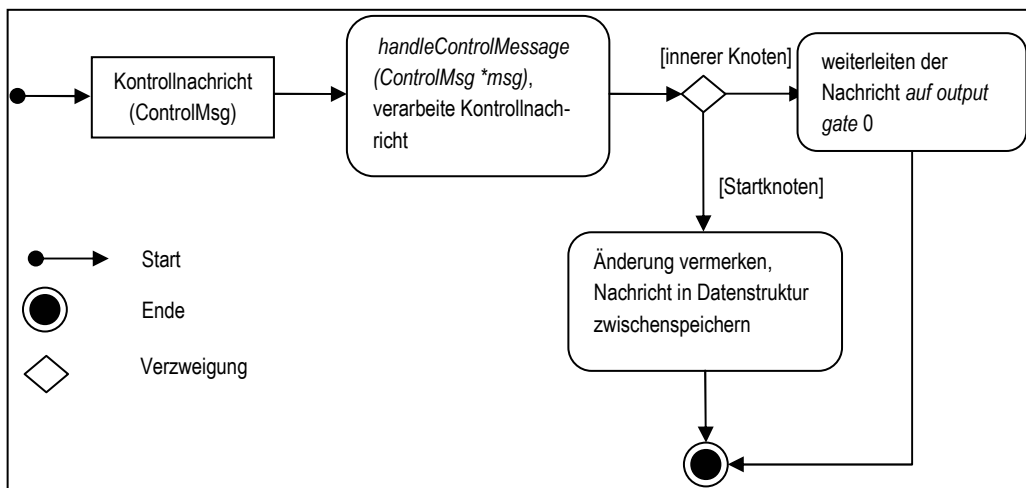 Kontrollnachricht
(ControlMsg)
handleControlMessage
(ControlMsg *msg),
verarbeite Kontrollnach-
richt
[innerer Knoten]
weiterleiten der
Nachricht auf output
gate 0
[Startknoten]
Änderung vermerken,
Nachricht in Datenstruktur
zwischenspeichern
Start
Ende
Verzweigung